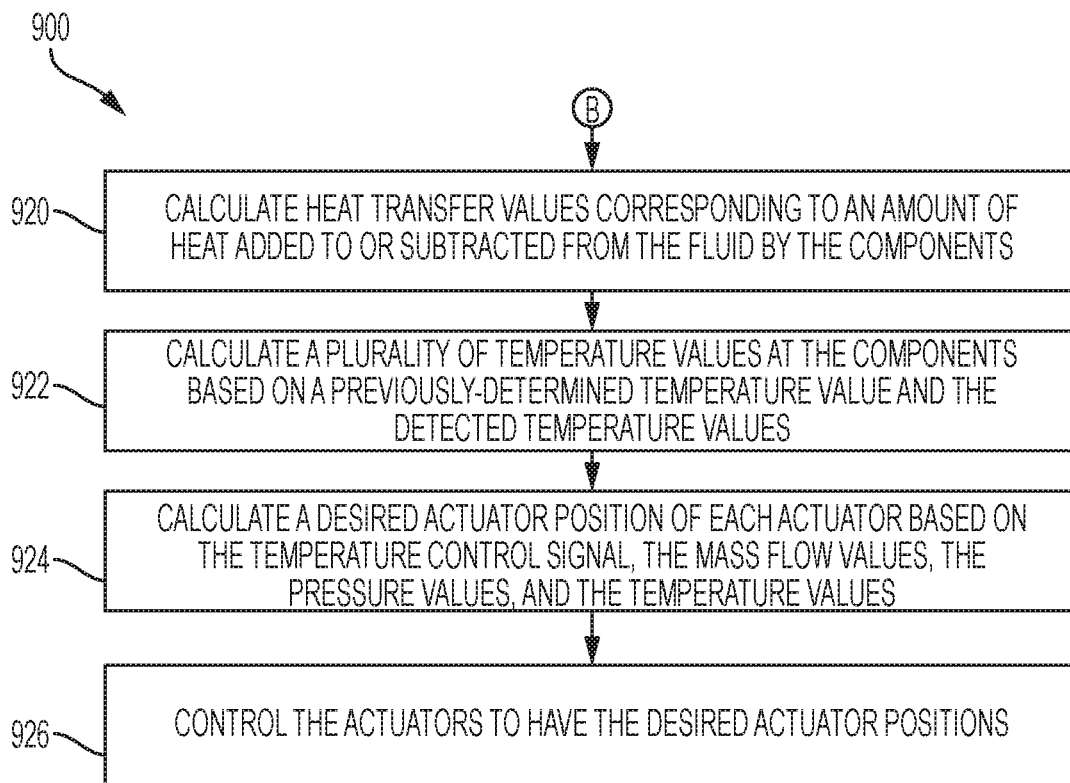 900
B
920
CALCULATE HEAT TRANSFER VALUES CORRESPONDING TO AN AMOUNT OF
HEAT ADDED TO OR SUBTRACTED FROM THE FLUID BY THE COMPONENTS
922
CALCULATE A PLURALITY OF TEMPERATURE VALUES AT THE COMPONENTS
BASED ON A PREVIOUSLY-DETERMINED TEMPERATURE VALUE AND THE
DETECTED TEMPERATURE VALUES
924
CALCULATE A DESIRED ACTUATOR POSITION OF EACH ACTUATOR BASED ON
THE TEMPERATURE CONTROL SIGNAL, THE MASS FLOW VALUES, THE
PRESSURE VALUES, AND THE TEMPERATURE VALUES
926
CONTROL THE ACTUATORS TO HAVE THE DESIRED ACTUATOR POSITIONS